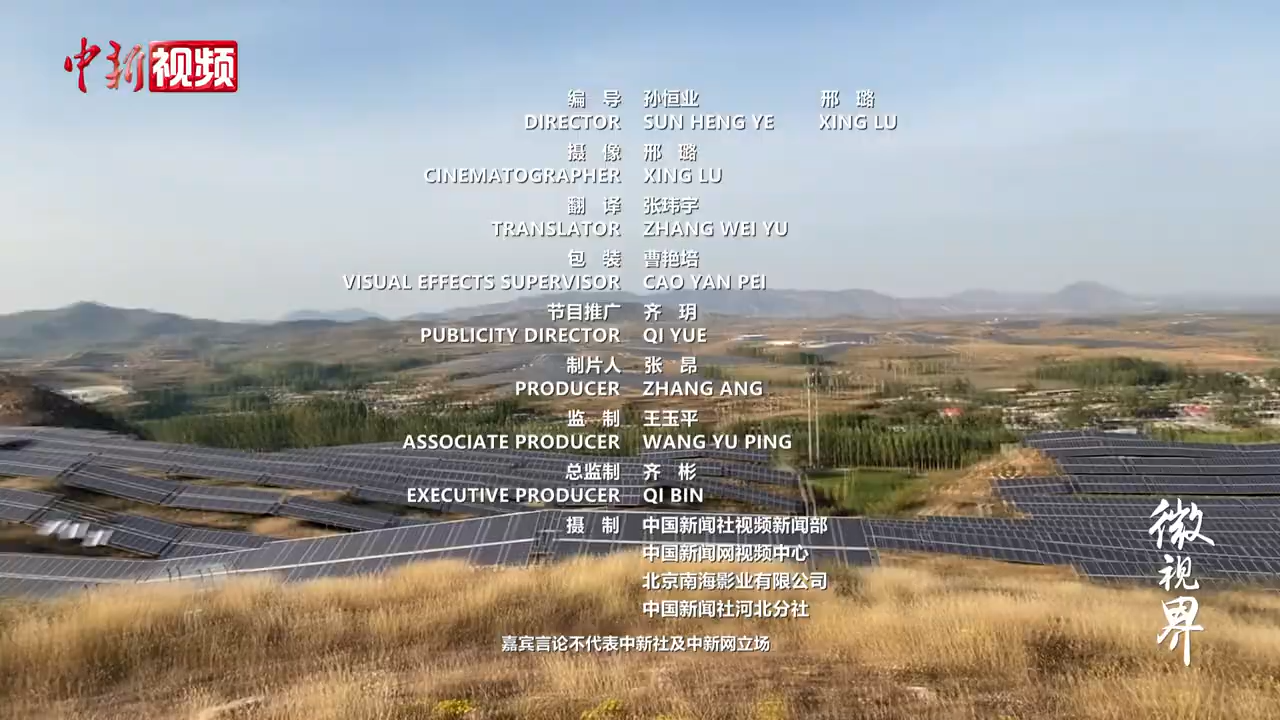 中新视频
编 导 孙恒业 邢 璐
DIRECTOR SUN HENG YE XING LU
摄 像 邢 璐
CINEMATOGRAPHER XING LU
翻 译 张玮宇
TRANSLATOR ZHANG WEI YU
包 装 曹艳培
VISUAL EFFECTS SUPERVISOR CAO YAN PEI
节目推广 齐 玥
PUBLICITY DIRECTOR QI YUE
制片人 张 昂
PRODUCER ZHANG ANG
监 制 王玉平
ASSOCIATE PRODUCER WANG YU PING
总监制 齐 彬
EXECUTIVE PRODUCER QI BIN
摄 制 中国新闻社视频新闻部
中国新闻网视频中心
北京南海影业有限公司
中国新闻社河北分社
嘉宾言论不代表中新社及中新网立场
微视界